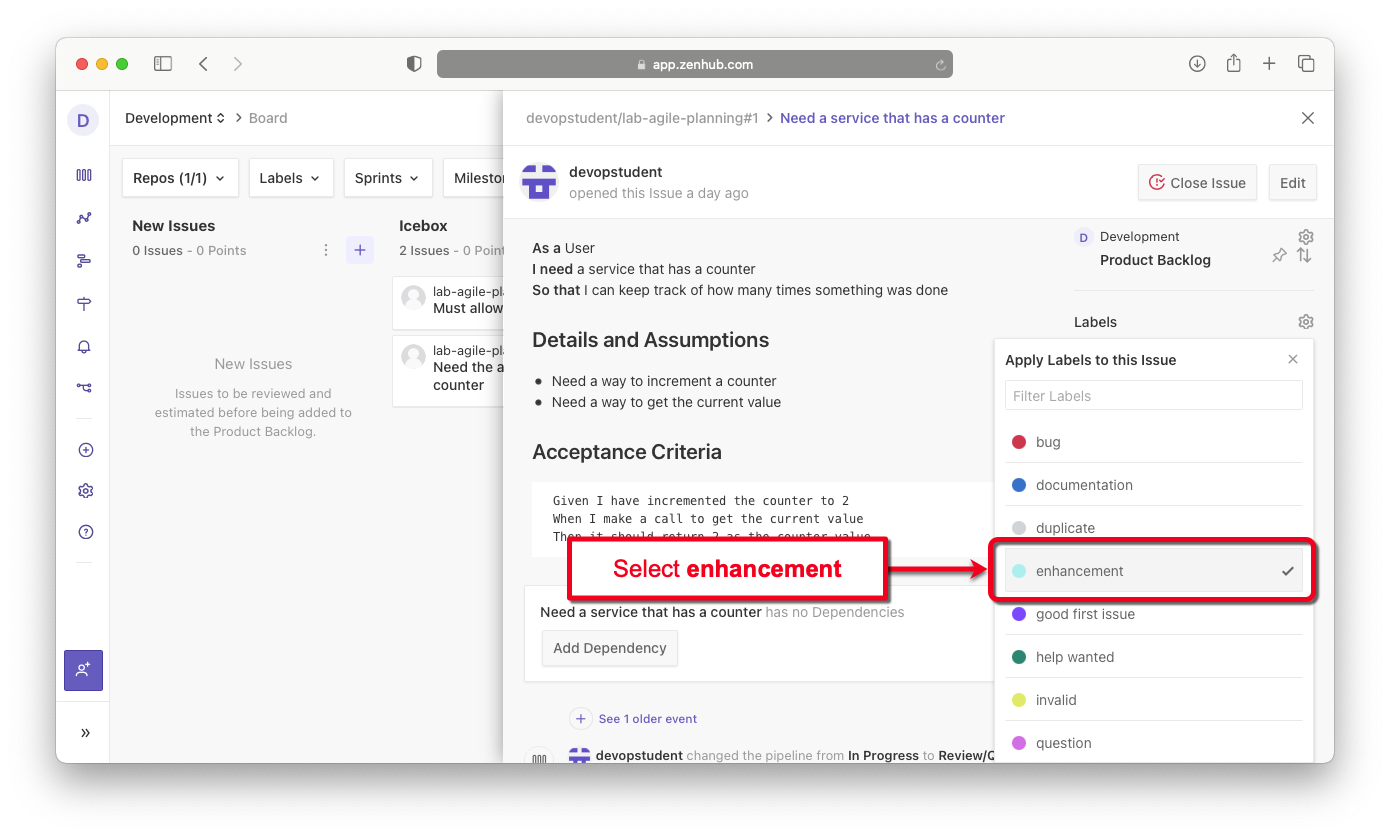 app.zenhub.com
D
Development > Board
devopstudent/lab-agile-planning#1 > Need a service that has a counter
Repos (1/1)
Labels
Sprints
Milesto
devopstudent
opened this Issue a day ago
Close Issue
Edit
New Issues
0 Issues - 0 Points
Icebox
2 Issues - 0 Point
lab-agile-pl
Must allow
lab-agile-pl
Need the a
counter
New Issues
Issues to be reviewed and
estimated before being added to
the Product Backlog.
As a User
I need a service that has a counter
So that I can keep track of how many times something was done
Details and Assumptions
Need a way to increment a counter
Need a way to get the current value
Acceptance Criteria
Given I have incremented the counter to 2
When I make a call to get the current value
Then it should return 2 as the counter value
Select enhancement
Need a service that has a counter has no Dependencies
Add Dependency
See 1 older event
devopstudent changed the pipeline from In Progress to Review/Q
D Development
Product Backlog
Labels
Apply Labels to this Issue
Filter Labels
bug
documentation
duplicate
enhancement
good first issue
help wanted
invalid
question